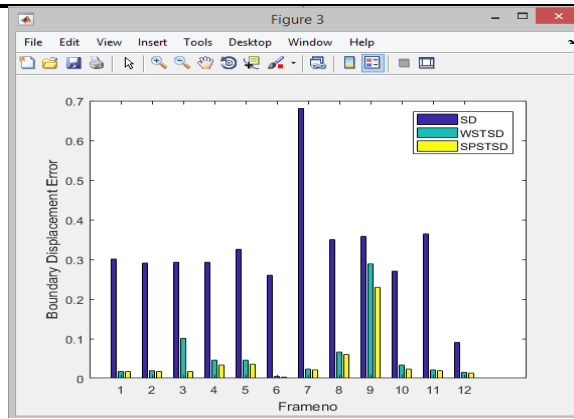 Figure 3
File Edit View Insert Tools Desktop Window Help
0.7
0.6
0.5
0.4
0.3
0.2
0.1
0
Boundary Displacement Error
SD
WSTSD
SPSTSD
1 2 3 4 5 6 7 8 9 10 11 12
Frameno